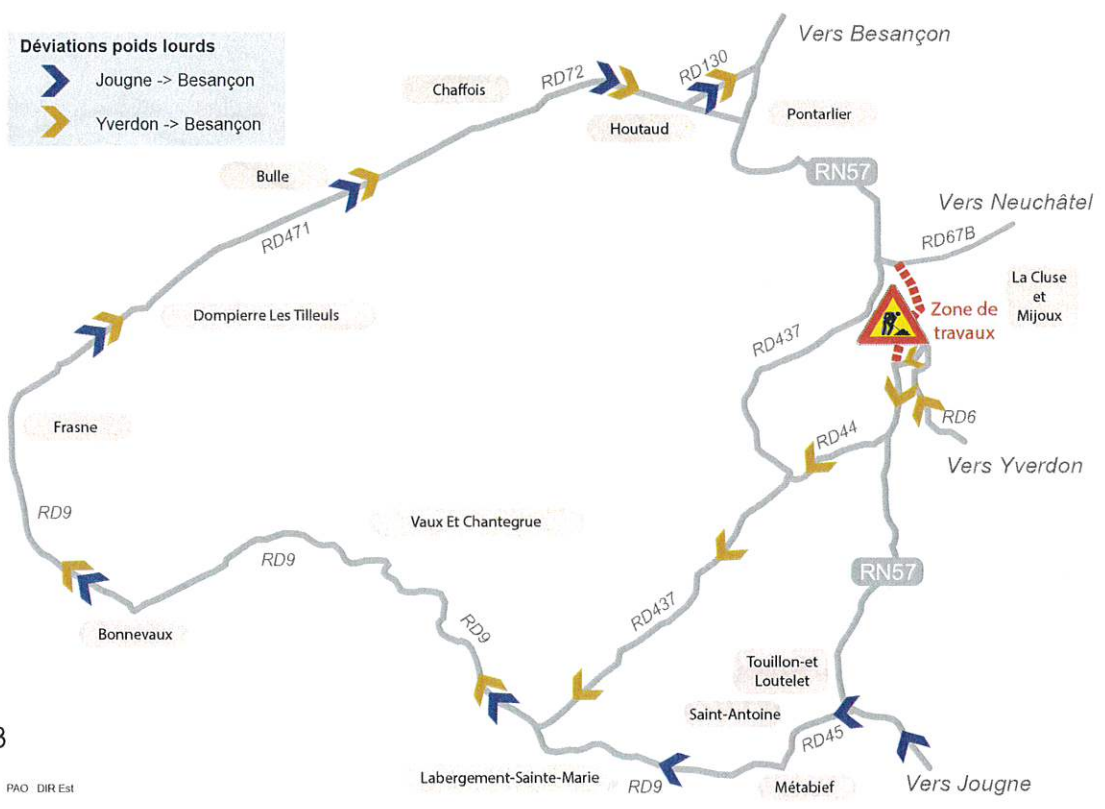 Déviations poids lourds
Jougne -> Besançon
Yverdon -> Besançon
Vers Besançon
RD72
RD130
Chaffois
Houtaud
Pontarlier
Bulle
RN57
Vers Neuchâtel
RD471
RD67B
La Cluse
et
Mijoux
Dompierre Les Tilleuls
Zone de
travaux
RD437
Frasne
RD44
RD6
Vers Yverdon
RD9
Vaux Et Chantegrue
RD9
RN57
Bonnevaux
RD9
RD437
Touillon-et
Loutelet
Saint-Antoine
RD45
3
Labergement-Sainte-Marie
RD9
Métabief
Vers Jougne
PAO DIR Est